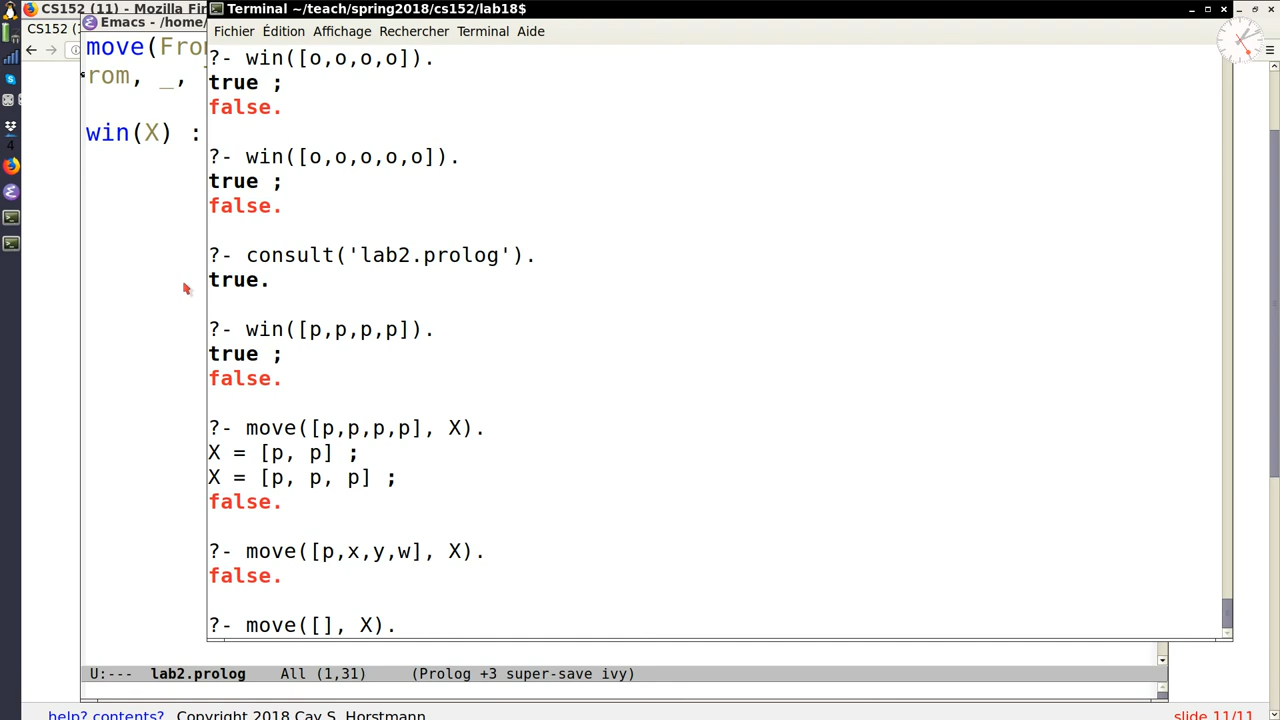 CS152 (11) - Mozilla Fi
Terminal ~/teach/spring2018/cs152/lab18$
CS152 (
Emacs - /home/
Fichier Édition Affichage Rechercher Terminal Aide
move(Fro
rom, _,
win(X) :
4
?- win([o,o,o,o]).
true ;
false.
?- win([o,o,o,o,o]).
true ;
false.
?- consult('lab2.prolog').
true.
?- win([p,p,p,p]).
true ;
false.
?- move([p,p,p,p], X).
X = [p, p] ;
X = [p, p, p] ;
false.
?- move([p,x,y,w], X).
false.
?- move([], X).
U:--- lab2.prolog All (1,31) (Prolog +3 super-save ivy)
help? contents? Copyright 2018 Cay S. Horstmann slide 11/11